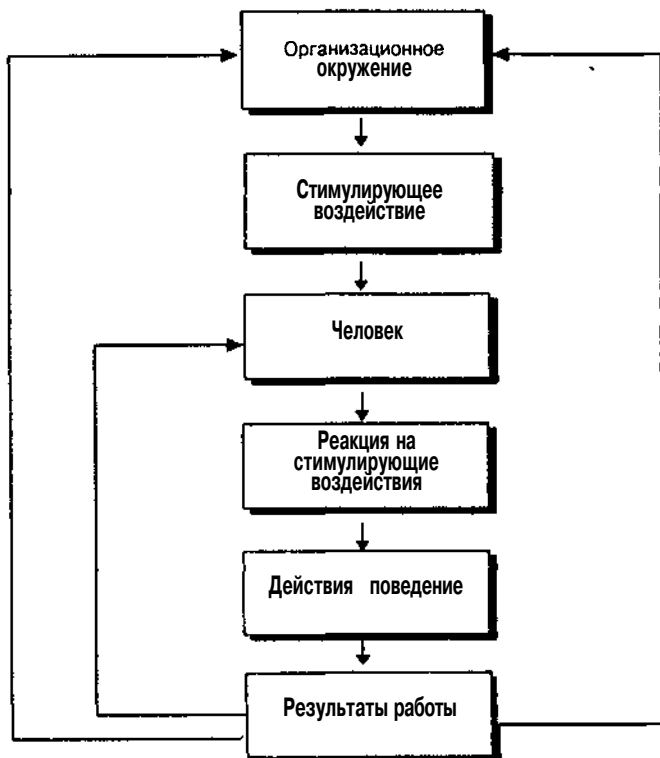 Организационное
окружение
Стимулирующее
воздействие
Человек
Реакция на
стимулирующие
воздействия
Действия поведение
Результаты работы